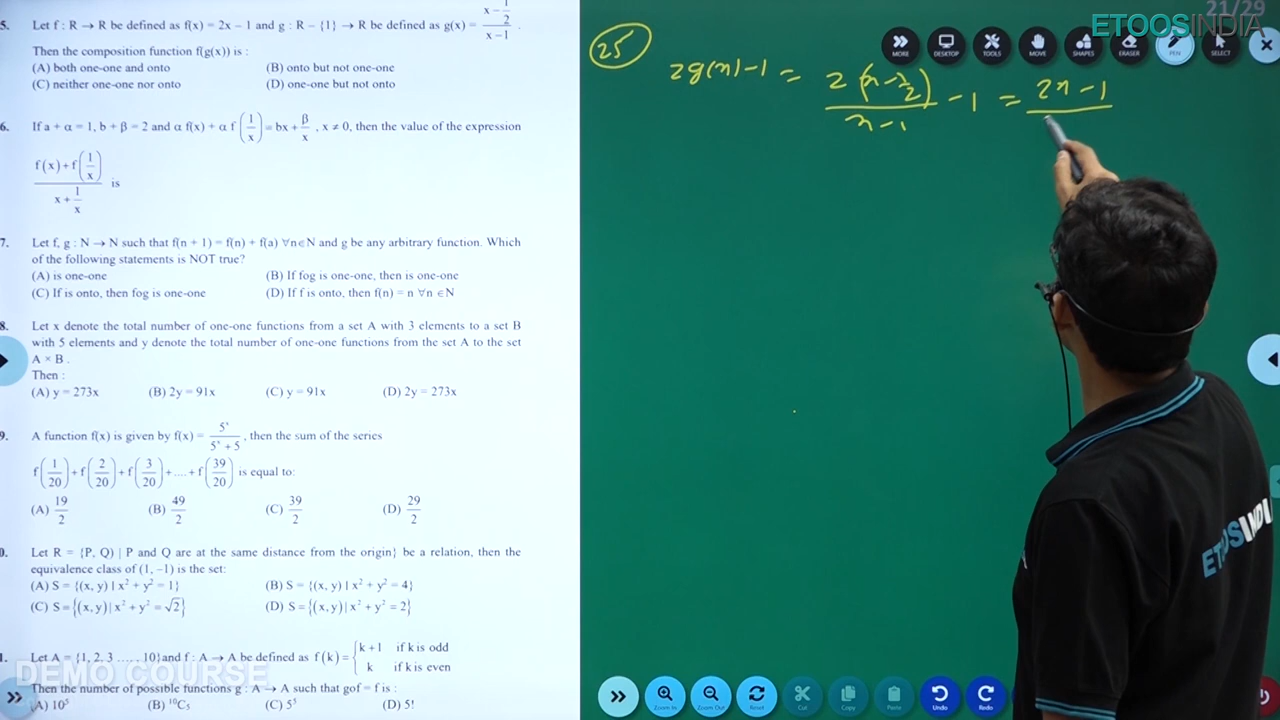 5. Let f : R → R be defined as f(x) = 2x − 1 and g : R − {1} → R be defined as g(x) = (x − 1/2)/(x − 1) .
Then the composition function f(g(x)) is :
(A) both one-one and onto (B) onto but not one-one
(C) neither one-one nor onto (D) one-one but not onto
6. If a + α = 1, b + β = 2 and α f(x) + α f (1/x) = bx + β/x , x ≠ 0, then the value of the expression
(f(x) + f(1/x))/(x + 1/x) is
7. Let f, g : N → N such that f(n + 1) = f(n) + f(a) ∀n∈N and g be any arbitrary function. Which
of the following statements is NOT true?
(A) is one-one (B) If fog is one-one, then is one-one
(C) If is onto, then fog is one-one (D) If f is onto, then f(n) = n ∀n ∈N
8. Let x denote the total number of one-one functions from a set A with 3 elements to a set B
with 5 elements and y denote the total number of one-one functions from the set A to the set
A × B .
Then :
(A) y = 273x (B) 2y = 91x (C) y = 91x (D) 2y = 273x
9. A function f(x) is given by f(x) = 5ˣ/(5ˣ + 5) , then the sum of the series
f(1/20) + f(2/20) + f(3/20) + .... + f(39/20) is equal to:
(A) 19/2 (B) 49/2 (C) 39/2 (D) 29/2
0. Let R = {P, Q) | P and Q are at the same distance from the origin} be a relation, then the
equivalence class of (1, −1) is the set:
(A) S = {(x, y) | x² + y² = 1} (B) S = {(x, y) | x² + y² = 4}
(C) S = {(x, y) | x² + y² = √2} (D) S = {(x, y) | x² + y² = 2}
1. Let A = {1, 2, 3 ...., 10}and f : A → A be defined as f(k) = { k + 1 if k is odd
k if k is even
Then the number of possible functions g : A → A such that gof = f is :
(A) 10⁵ (B) ¹⁰C₅ (C) 5⁵ (D) 5!
DEMO COURSE
21/29
ETOOSINDIA
MORE DESKTOP TOOLS MOVE SHAPES ERASER PEN SELECT
25
2g(x) − 1 = 2(x − 1/2)/(x − 1) − 1 = 2x − 1
ETOOSINDIA
Zoom In Zoom Out Reset Cut Copy Paste Undo Redo